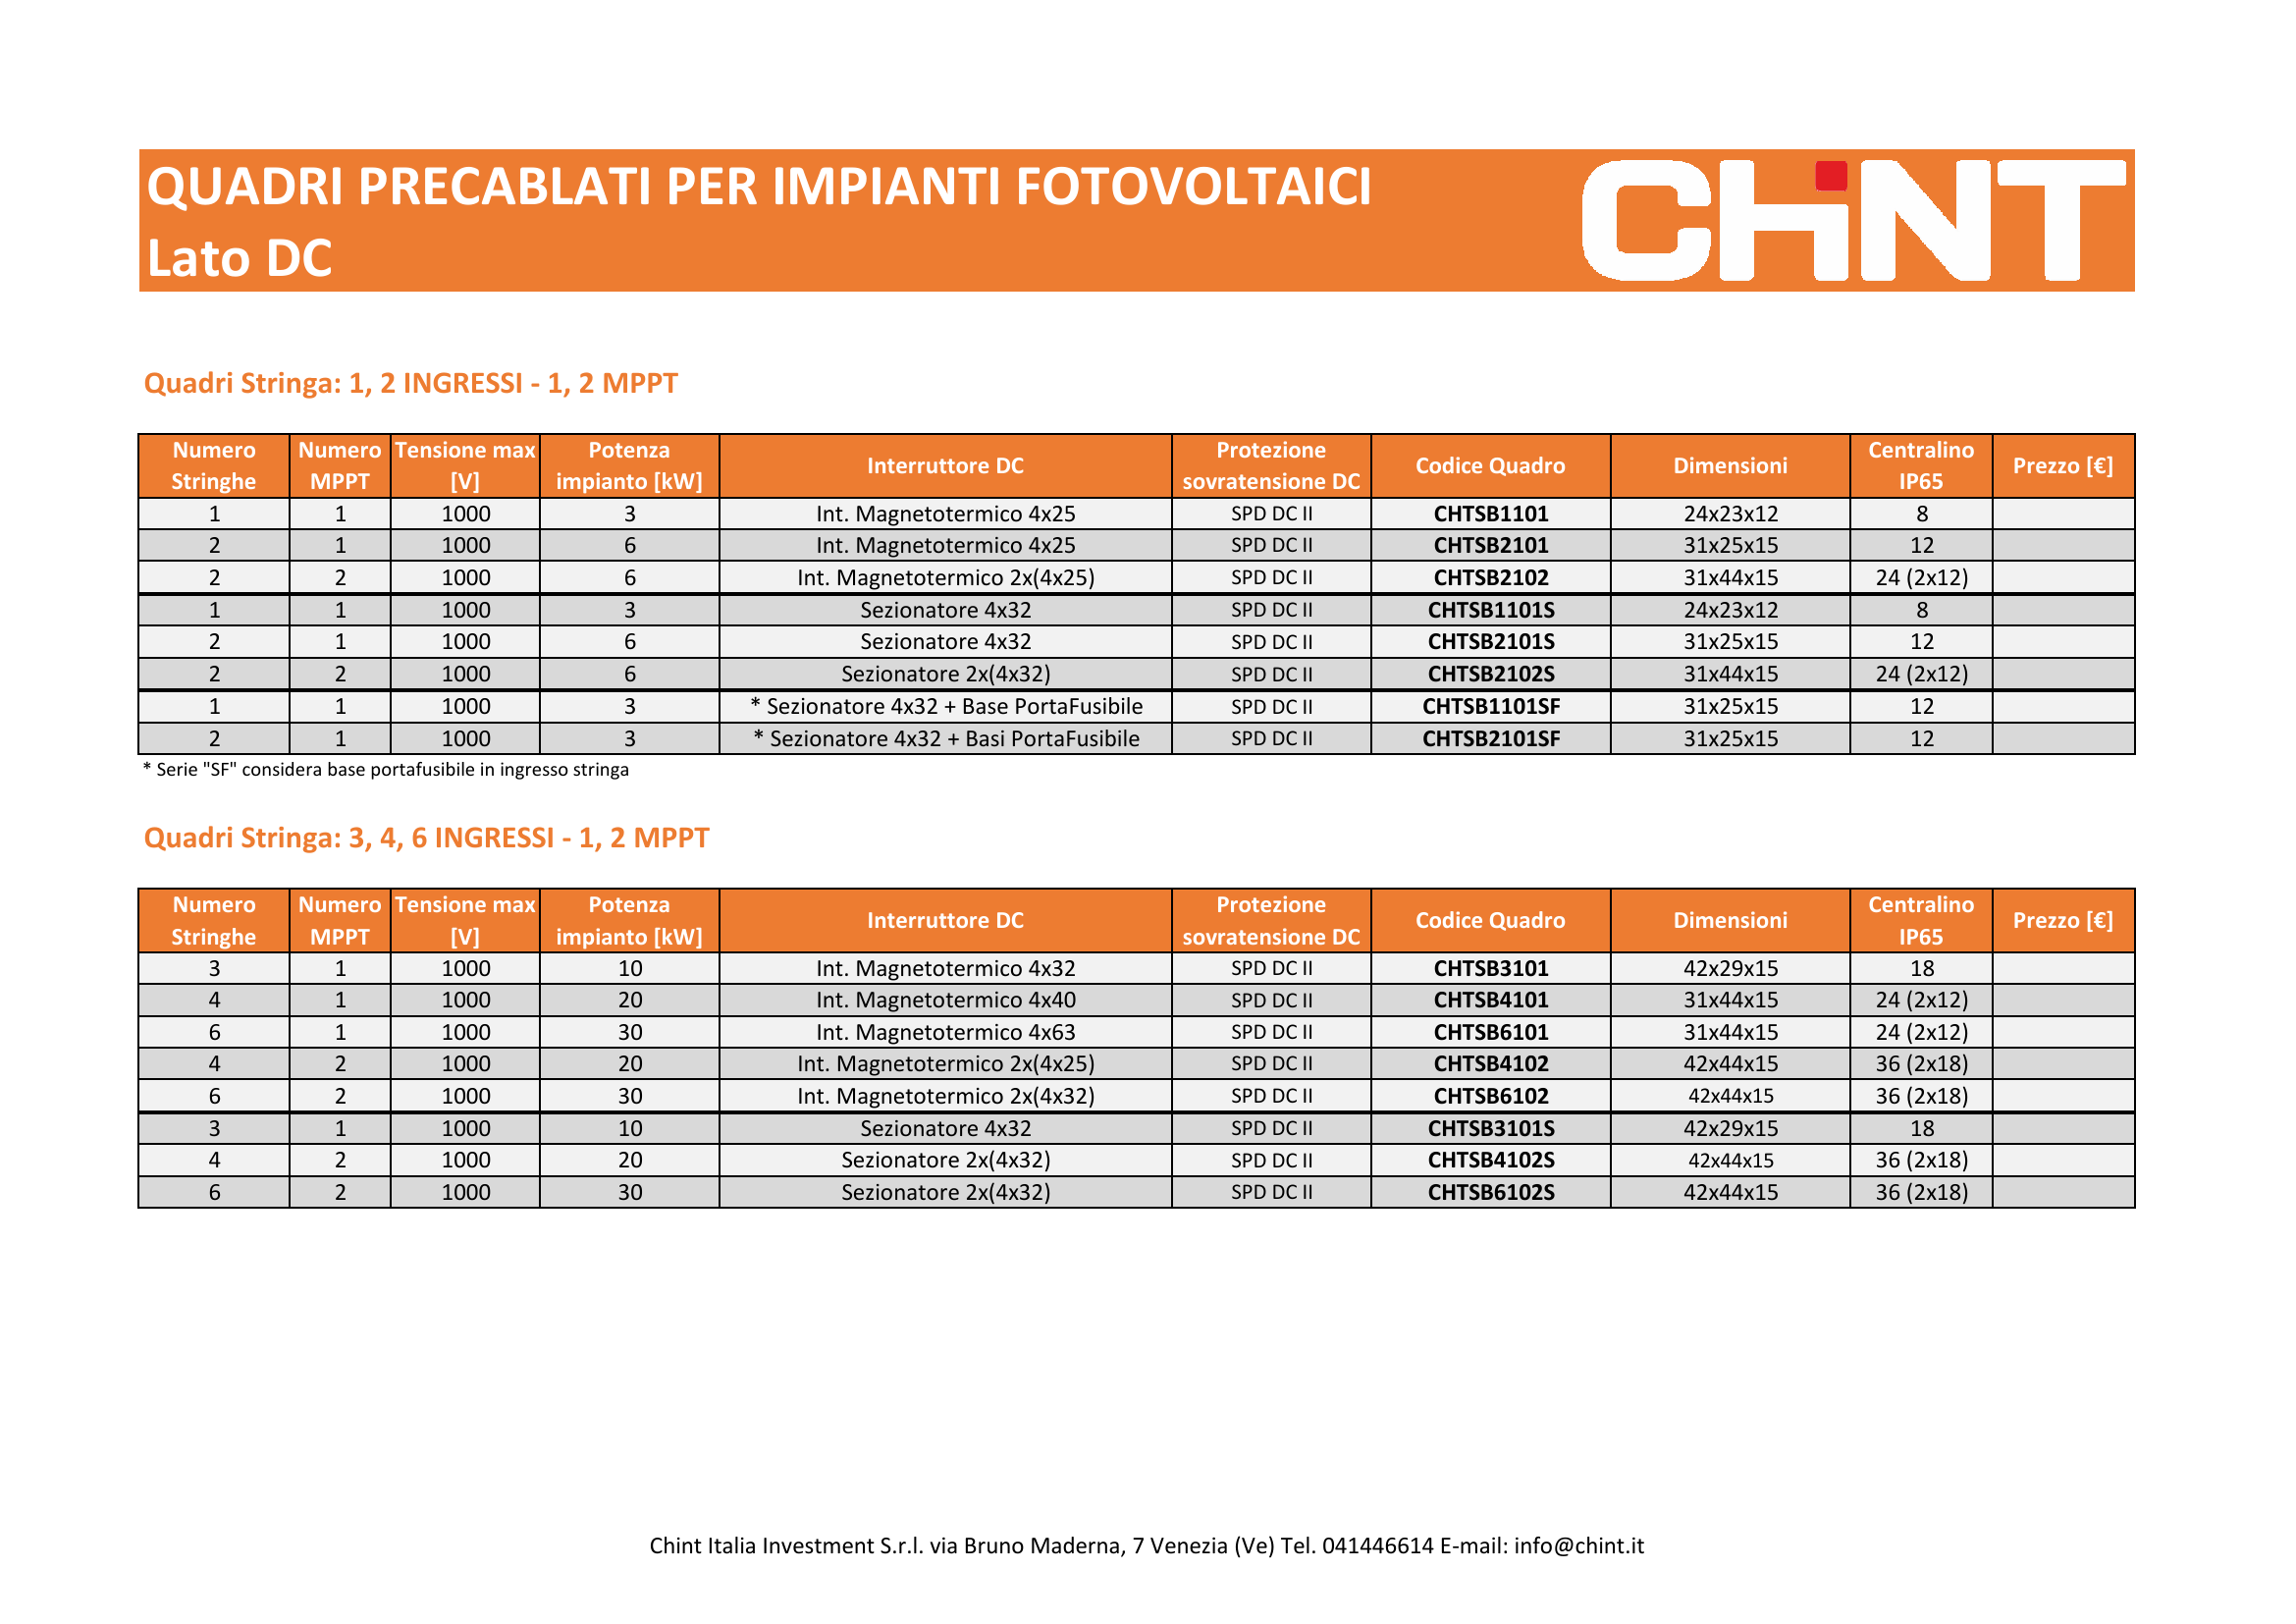 QUADRI PRECABLATI PER IMPIANTI FOTOVOLTAICI
Lato DC
CHINT
Quadri Stringa: 1, 2 INGRESSI - 1, 2 MPPT
Numero Stringhe Numero MPPT Tensione max [V] Potenza impianto [kW] Interruttore DC Protezione sovratensione DC Codice Quadro Dimensioni Centralino IP65 Prezzo [€]
1 1 1000 3 Int. Magnetotermico 4x25 SPD DC II CHTSB1101 24x23x12 8
2 1 1000 6 Int. Magnetotermico 4x25 SPD DC II CHTSB2101 31x25x15 12
2 2 1000 6 Int. Magnetotermico 2x(4x25) SPD DC II CHTSB2102 31x44x15 24 (2x12)
1 1 1000 3 Sezionatore 4x32 SPD DC II CHTSB1101S 24x23x12 8
2 1 1000 6 Sezionatore 4x32 SPD DC II CHTSB2101S 31x25x15 12
2 2 1000 6 Sezionatore 2x(4x32) SPD DC II CHTSB2102S 31x44x15 24 (2x12)
1 1 1000 3 * Sezionatore 4x32 + Base PortaFusibile SPD DC II CHTSB1101SF 31x25x15 12
2 1 1000 3 * Sezionatore 4x32 + Basi PortaFusibile SPD DC II CHTSB2101SF 31x25x15 12
* Serie "SF" considera base portafusibile in ingresso stringa
Quadri Stringa: 3, 4, 6 INGRESSI - 1, 2 MPPT
Numero Stringhe Numero MPPT Tensione max [V] Potenza impianto [kW] Interruttore DC Protezione sovratensione DC Codice Quadro Dimensioni Centralino IP65 Prezzo [€]
3 1 1000 10 Int. Magnetotermico 4x32 SPD DC II CHTSB3101 42x29x15 18
4 1 1000 20 Int. Magnetotermico 4x40 SPD DC II CHTSB4101 31x44x15 24 (2x12)
6 1 1000 30 Int. Magnetotermico 4x63 SPD DC II CHTSB6101 31x44x15 24 (2x12)
4 2 1000 20 Int. Magnetotermico 2x(4x25) SPD DC II CHTSB4102 42x44x15 36 (2x18)
6 2 1000 30 Int. Magnetotermico 2x(4x32) SPD DC II CHTSB6102 42x44x15 36 (2x18)
3 1 1000 10 Sezionatore 4x32 SPD DC II CHTSB3101S 42x29x15 18
4 2 1000 20 Sezionatore 2x(4x32) SPD DC II CHTSB4102S 42x44x15 36 (2x18)
6 2 1000 30 Sezionatore 2x(4x32) SPD DC II CHTSB6102S 42x44x15 36 (2x18)
Chint Italia Investment S.r.l. via Bruno Maderna, 7 Venezia (Ve) Tel. 041446614 E-mail: info@chint.it